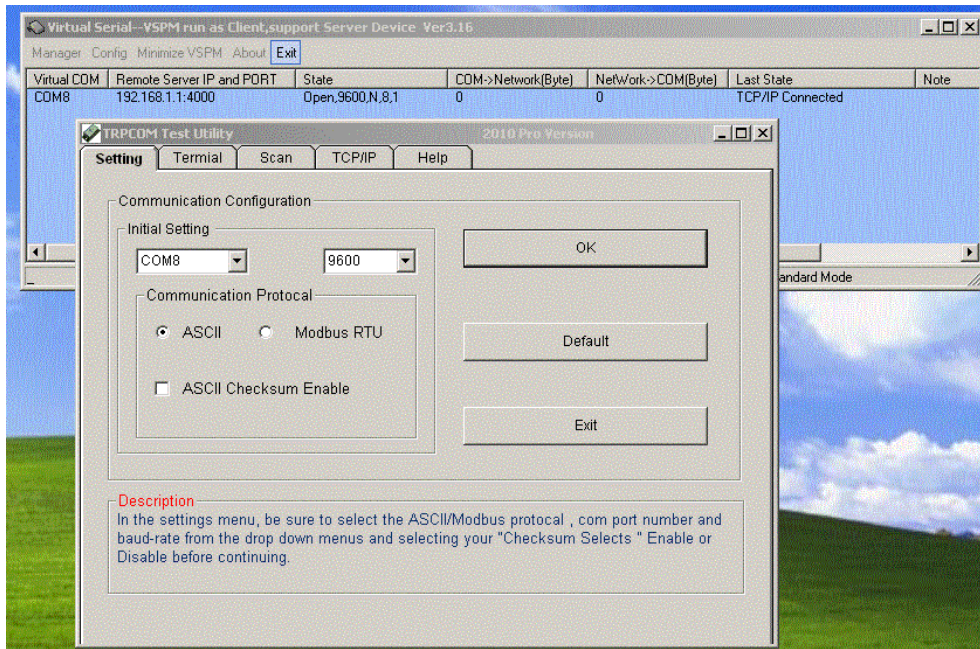 Virtual Serial--VSPM run as Client,support Server Device Ver3.16
Manager Config Minimize VSPM About Exit
Virtual COM Remote Server IP and PORT State COM->Network(Byte) NetWork->COM(Byte) Last State Note
COM8 192.168.1.1:4000 Open,9600,N,8,1 0 0 TCP/IP Connected
TRPCOM Test Utility 2010 Pro Version
Setting Termial Scan TCP/IP Help
Communication Configuration
Initial Setting
COM8 9600
OK
andard Mode
Communication Protocal
ASCII Modbus RTU
Default
ASCII Checksum Enable
Exit
Description
In the settings menu, be sure to select the ASCII/Modbus protocal , com port number and
baud-rate from the drop down menus and selecting your "Checksum Selects " Enable or
Disable before continuing.